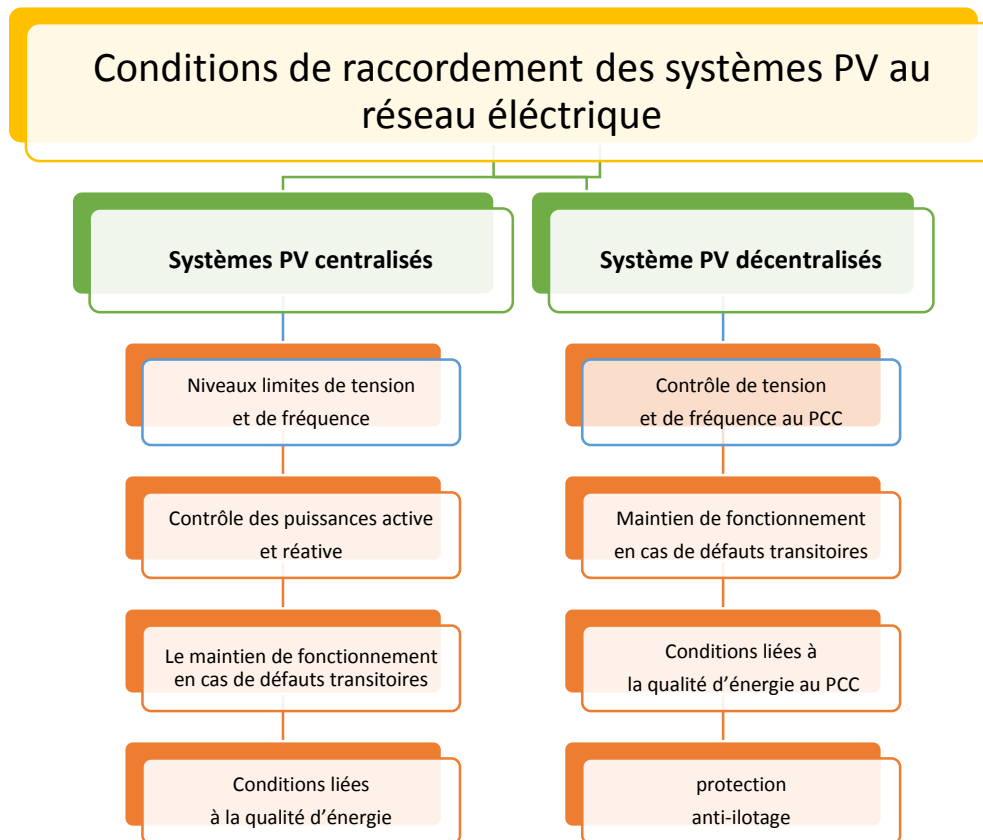 Conditions de raccordement des systèmes PV au
réseau éléctrique
Systèmes PV centralisés
Niveaux limites de tension
et de fréquence
Contrôle des puissances active
et réative
Le maintien de fonctionnement
en cas de défauts transitoires
Conditions liées
à la qualité d'énergie
Système PV décentralisés
Contrôle de tension
et de fréquence au PCC
Maintien de fonctionnement
en cas de défauts transitoires
Conditions liées à
la qualité d'énergie au PCC
protection
anti-ilotage